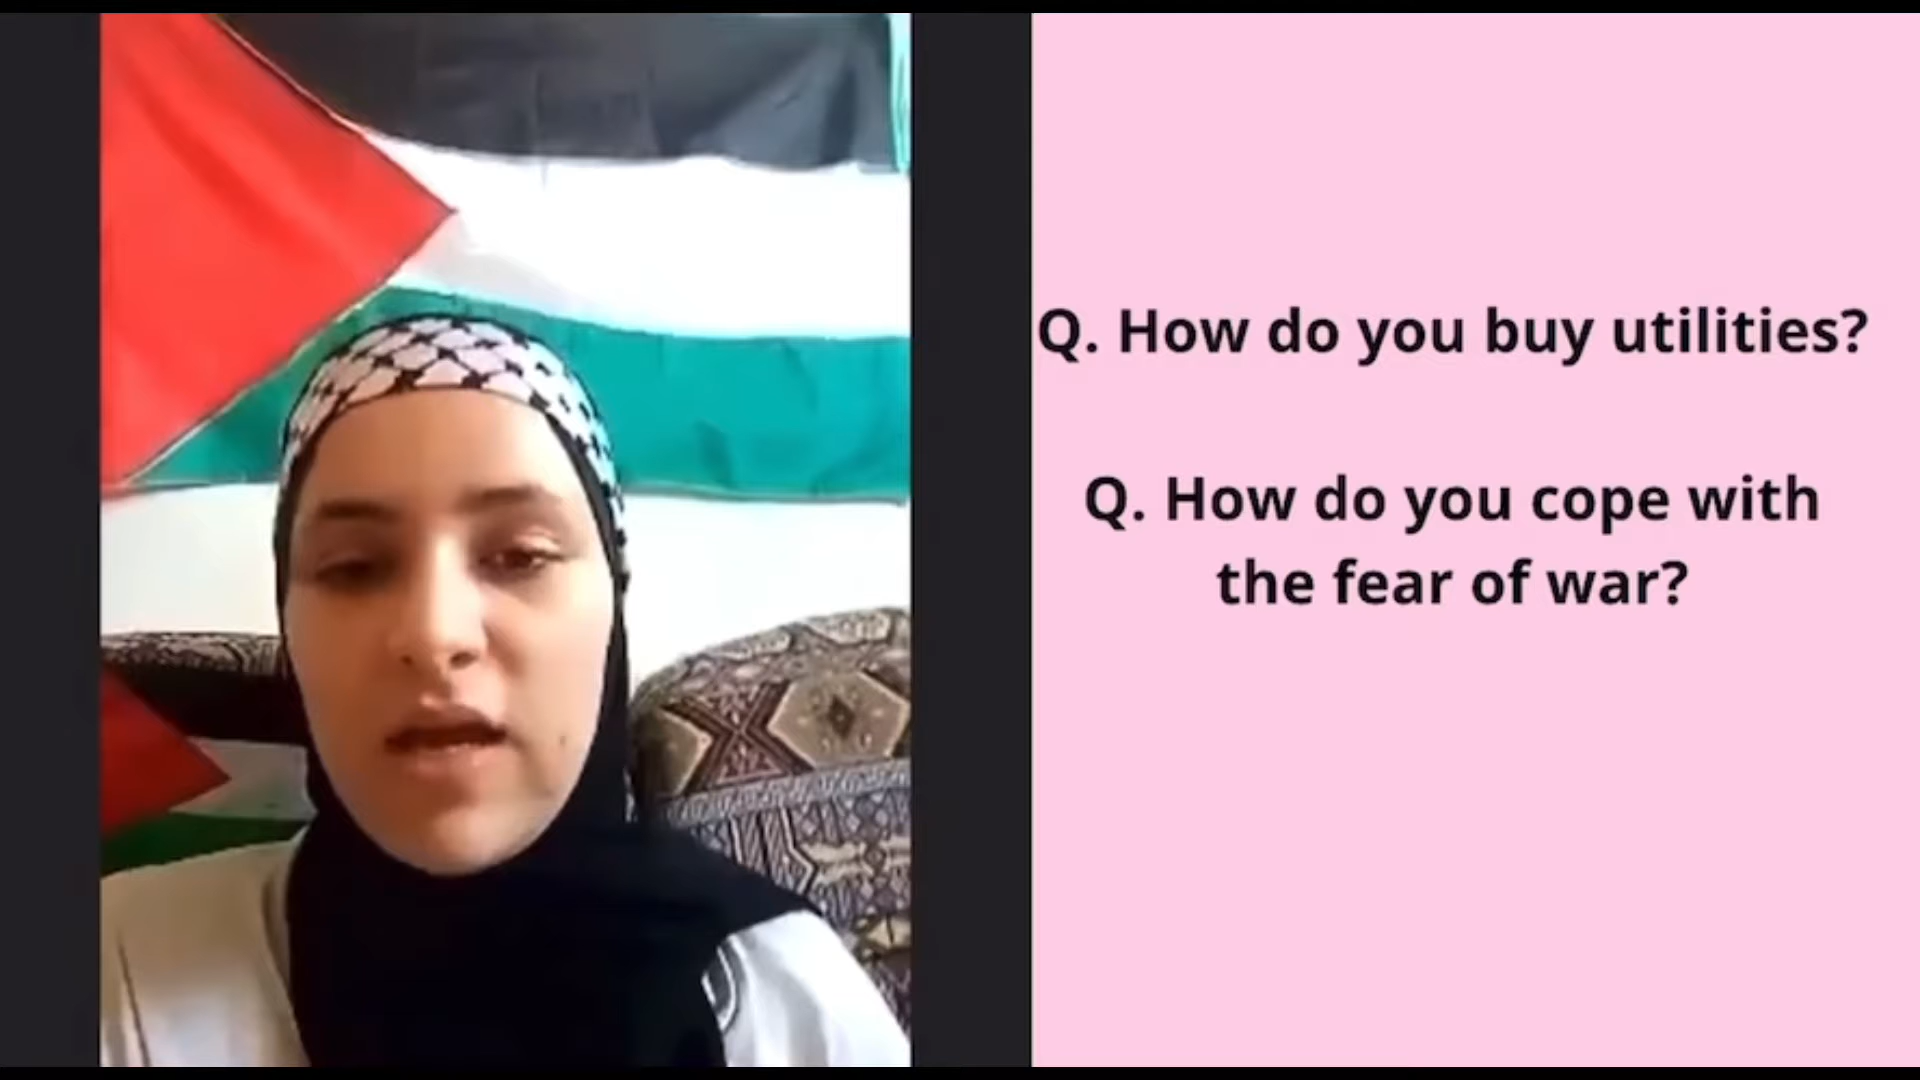 Q. How do you buy utilities?
Q. How do you cope with
the fear of war?